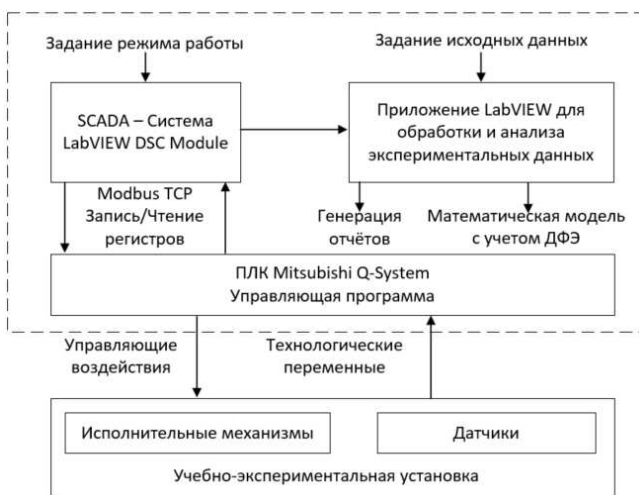 Задание режима работы
Задание исходных данных
SCADA – Система
LabVIEW DSC Module
Приложение LabVIEW для
обработки и анализа
экспериментальных данных
Modbus TCP
Запись/Чтение
регистров
Генерация
отчётов
Математическая модель
с учетом ДФЭ
ПЛК Mitsubishi Q-System
Управляющая программа
Управляющие
воздействия
Технологические
переменные
Исполнительные механизмы
Датчики
Учебно-экспериментальная установка